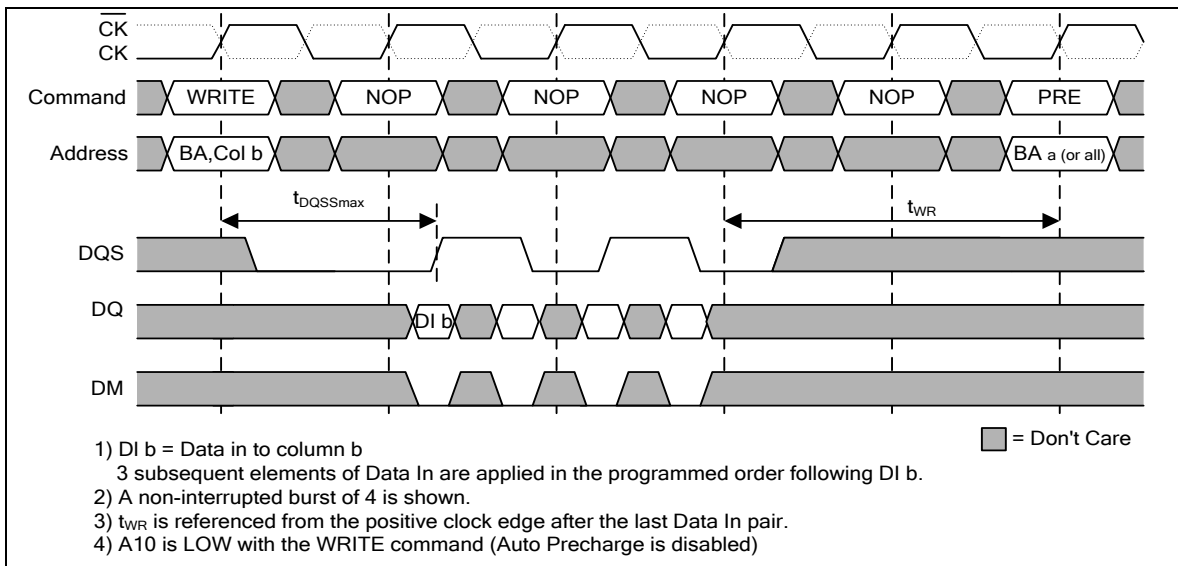 CK
CK
Command WRITE NOP NOP NOP NOP PRE
Address BA,Col b BA a (or all)
tDQSSmax tWR
DQS
DQ DI b
DM
= Don't Care
1) DI b = Data in to column b
3 subsequent elements of Data In are applied in the programmed order following DI b.
2) A non-interrupted burst of 4 is shown.
3) tWR is referenced from the positive clock edge after the last Data In pair.
4) A10 is LOW with the WRITE command (Auto Precharge is disabled)